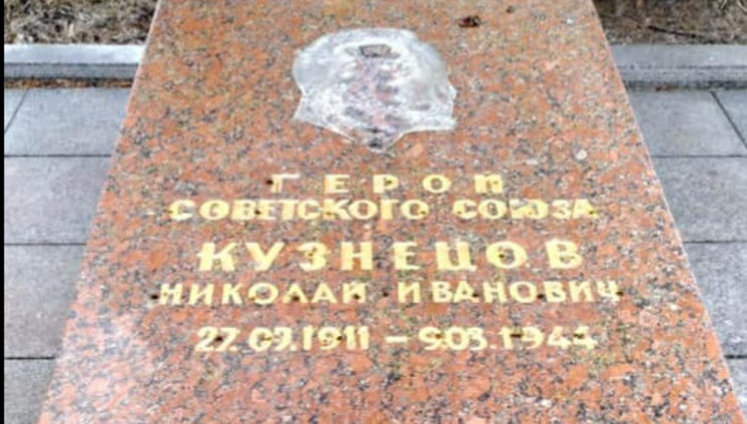 ГЕРОЙ
СОВЕТСКОГО СОЮЗА
КУЗНЕЦОВ
НИКОЛАЙ ИВАНОВИЧ
27.07.1911 – 9.03.1944